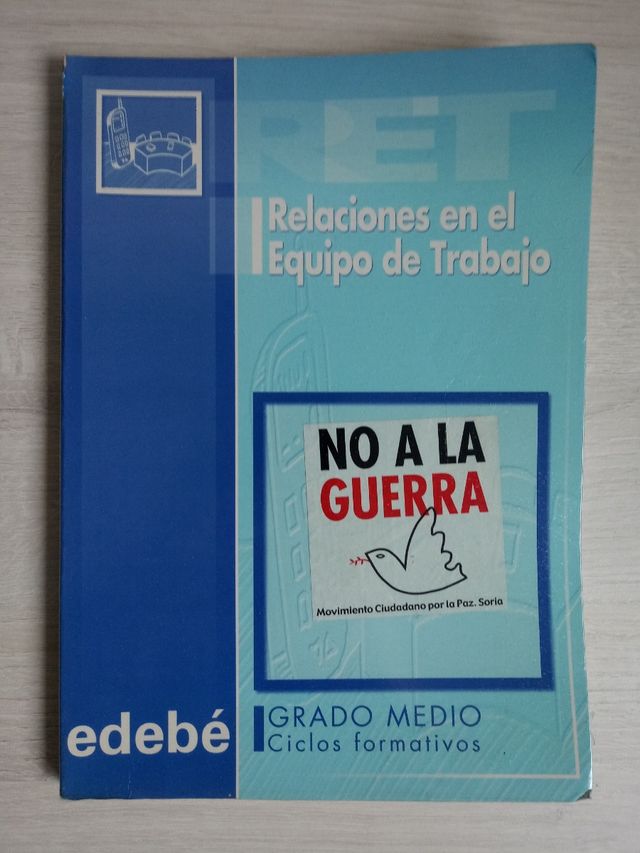 RET
Relaciones en el
Equipo de Trabajo
NO A LA
GUERRA
Movimiento Ciudadano por la Paz. Soria
edebé
GRADO MEDIO
Ciclos formativos